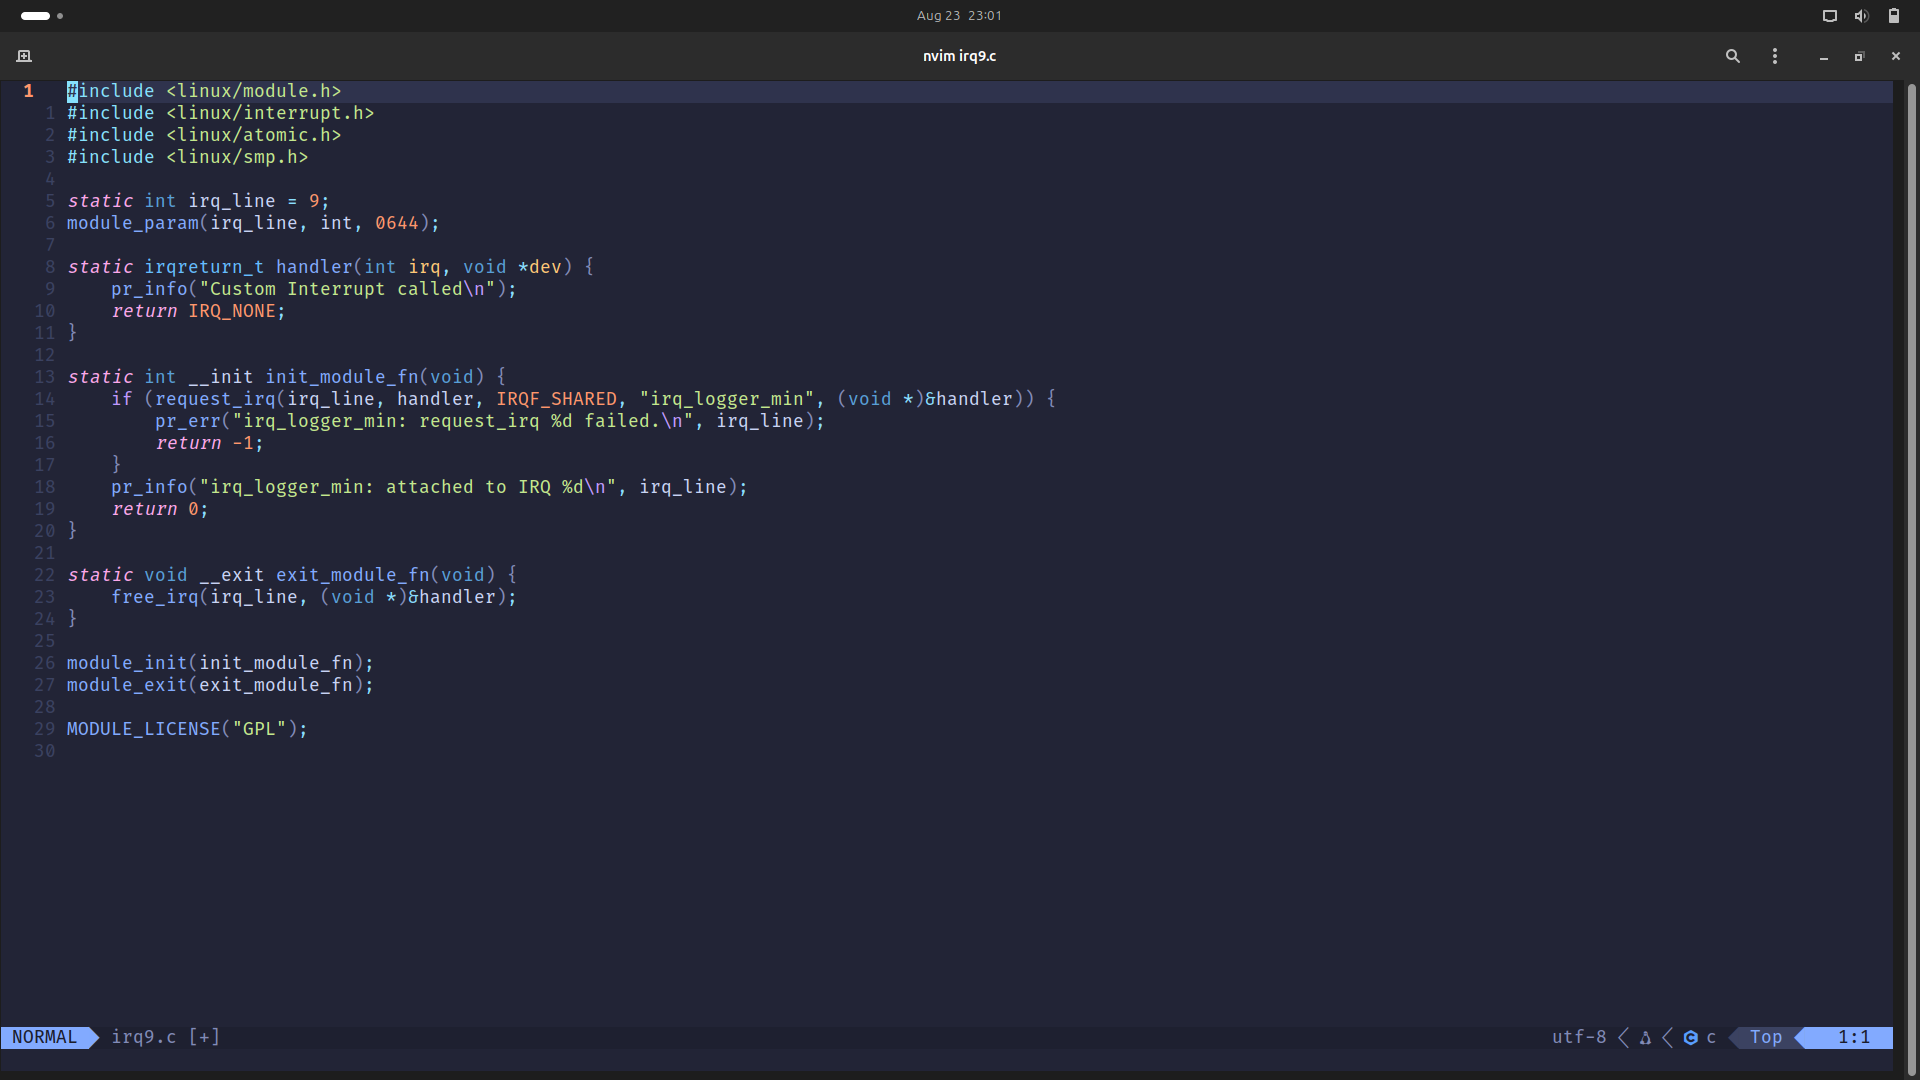 Aug 23 23:01
nvim irq9.c
1 #include <linux/module.h>
1 #include <linux/interrupt.h>
2 #include <linux/atomic.h>
3 #include <linux/smp.h>
4
5 static int irq_line = 9;
6 module_param(irq_line, int, 0644);
7
8 static irqreturn_t handler(int irq, void *dev) {
9     pr_info("Custom Interrupt called\n");
10     return IRQ_NONE;
11 }
12
13 static int __init init_module_fn(void) {
14     if (request_irq(irq_line, handler, IRQF_SHARED, "irq_logger_min", (void *)&handler)) {
15         pr_err("irq_logger_min: request_irq %d failed.\n", irq_line);
16         return -1;
17     }
18     pr_info("irq_logger_min: attached to IRQ %d\n", irq_line);
19     return 0;
20 }
21
22 static void __exit exit_module_fn(void) {
23     free_irq(irq_line, (void *)&handler);
24 }
25
26 module_init(init_module_fn);
27 module_exit(exit_module_fn);
28
29 MODULE_LICENSE("GPL");
30
NORMAL irq9.c [+] utf-8 c Top 1:1